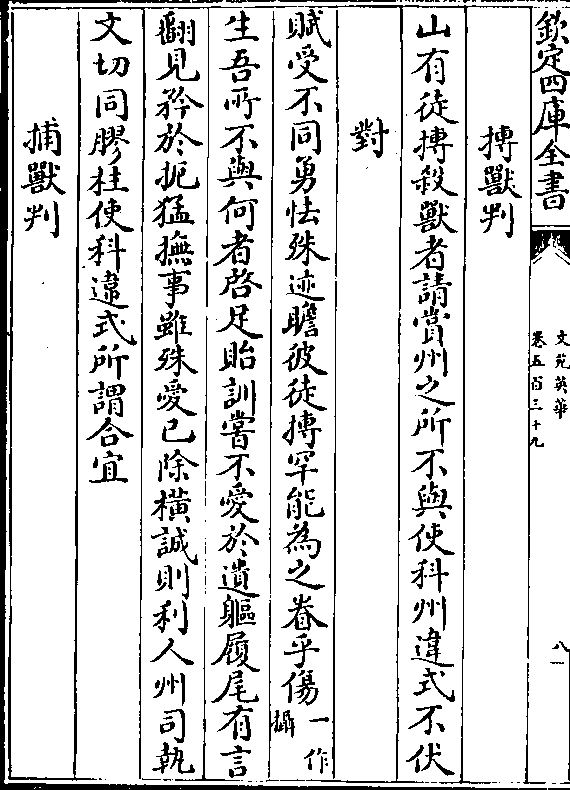 欽定四庫全書
文苑英華
卷五百三十九
八
搏獸判
山有徒搏殺獸者請賞州之所不與使科州違式不伏
對
賦受不同勇怯殊迹瞻彼徒搏罕能為之眷乎傷一作攝
生吾所不與何者啓足貽訓嘗不愛於遺軀履尾有言
翻見矜於扼猛撫事雖殊愛已除橫誠則利人州司執
文切同膠柱使科違式所謂合宜
捕獸判